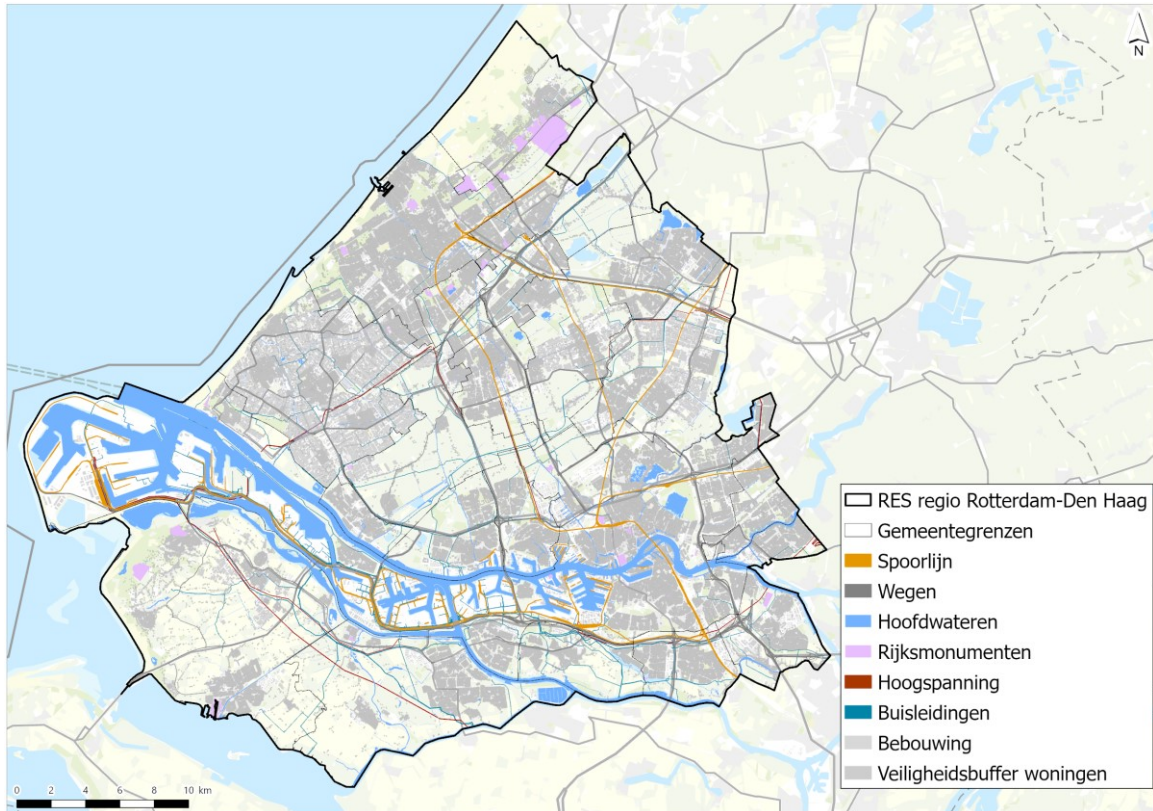 N
RES regio Rotterdam-Den Haag
Gemeentegrenzen
Spoorlijn
Wegen
Hoofdwateren
Rijksmonumenten
Hoogspanning
Buisleidingen
Bebouwing
Veiligheidsbuffer woningen
0 2 4 6 8 10 km